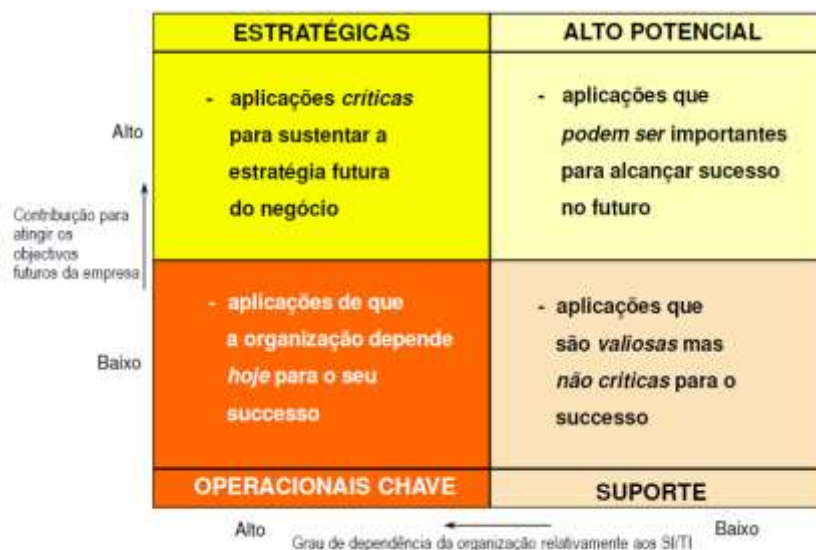 ESTRATÉGICAS
ALTO POTENCIAL
- aplicações críticas
para sustentar a
estratégia futura
do negócio
- aplicações que
podem ser importantes
para alcançar sucesso
no futuro
Alto
Contribuição para
atingir os
objectivos
futuros da empresa
Baixo
- aplicações de que
a organização depende
hoje para o seu
successo
- aplicações que
são valiosas mas
não criticas para o
successo
OPERACIONAIS CHAVE
SUPORTE
Alto
Baixo
Grau de dependência da organização relativamente aos SI/TI